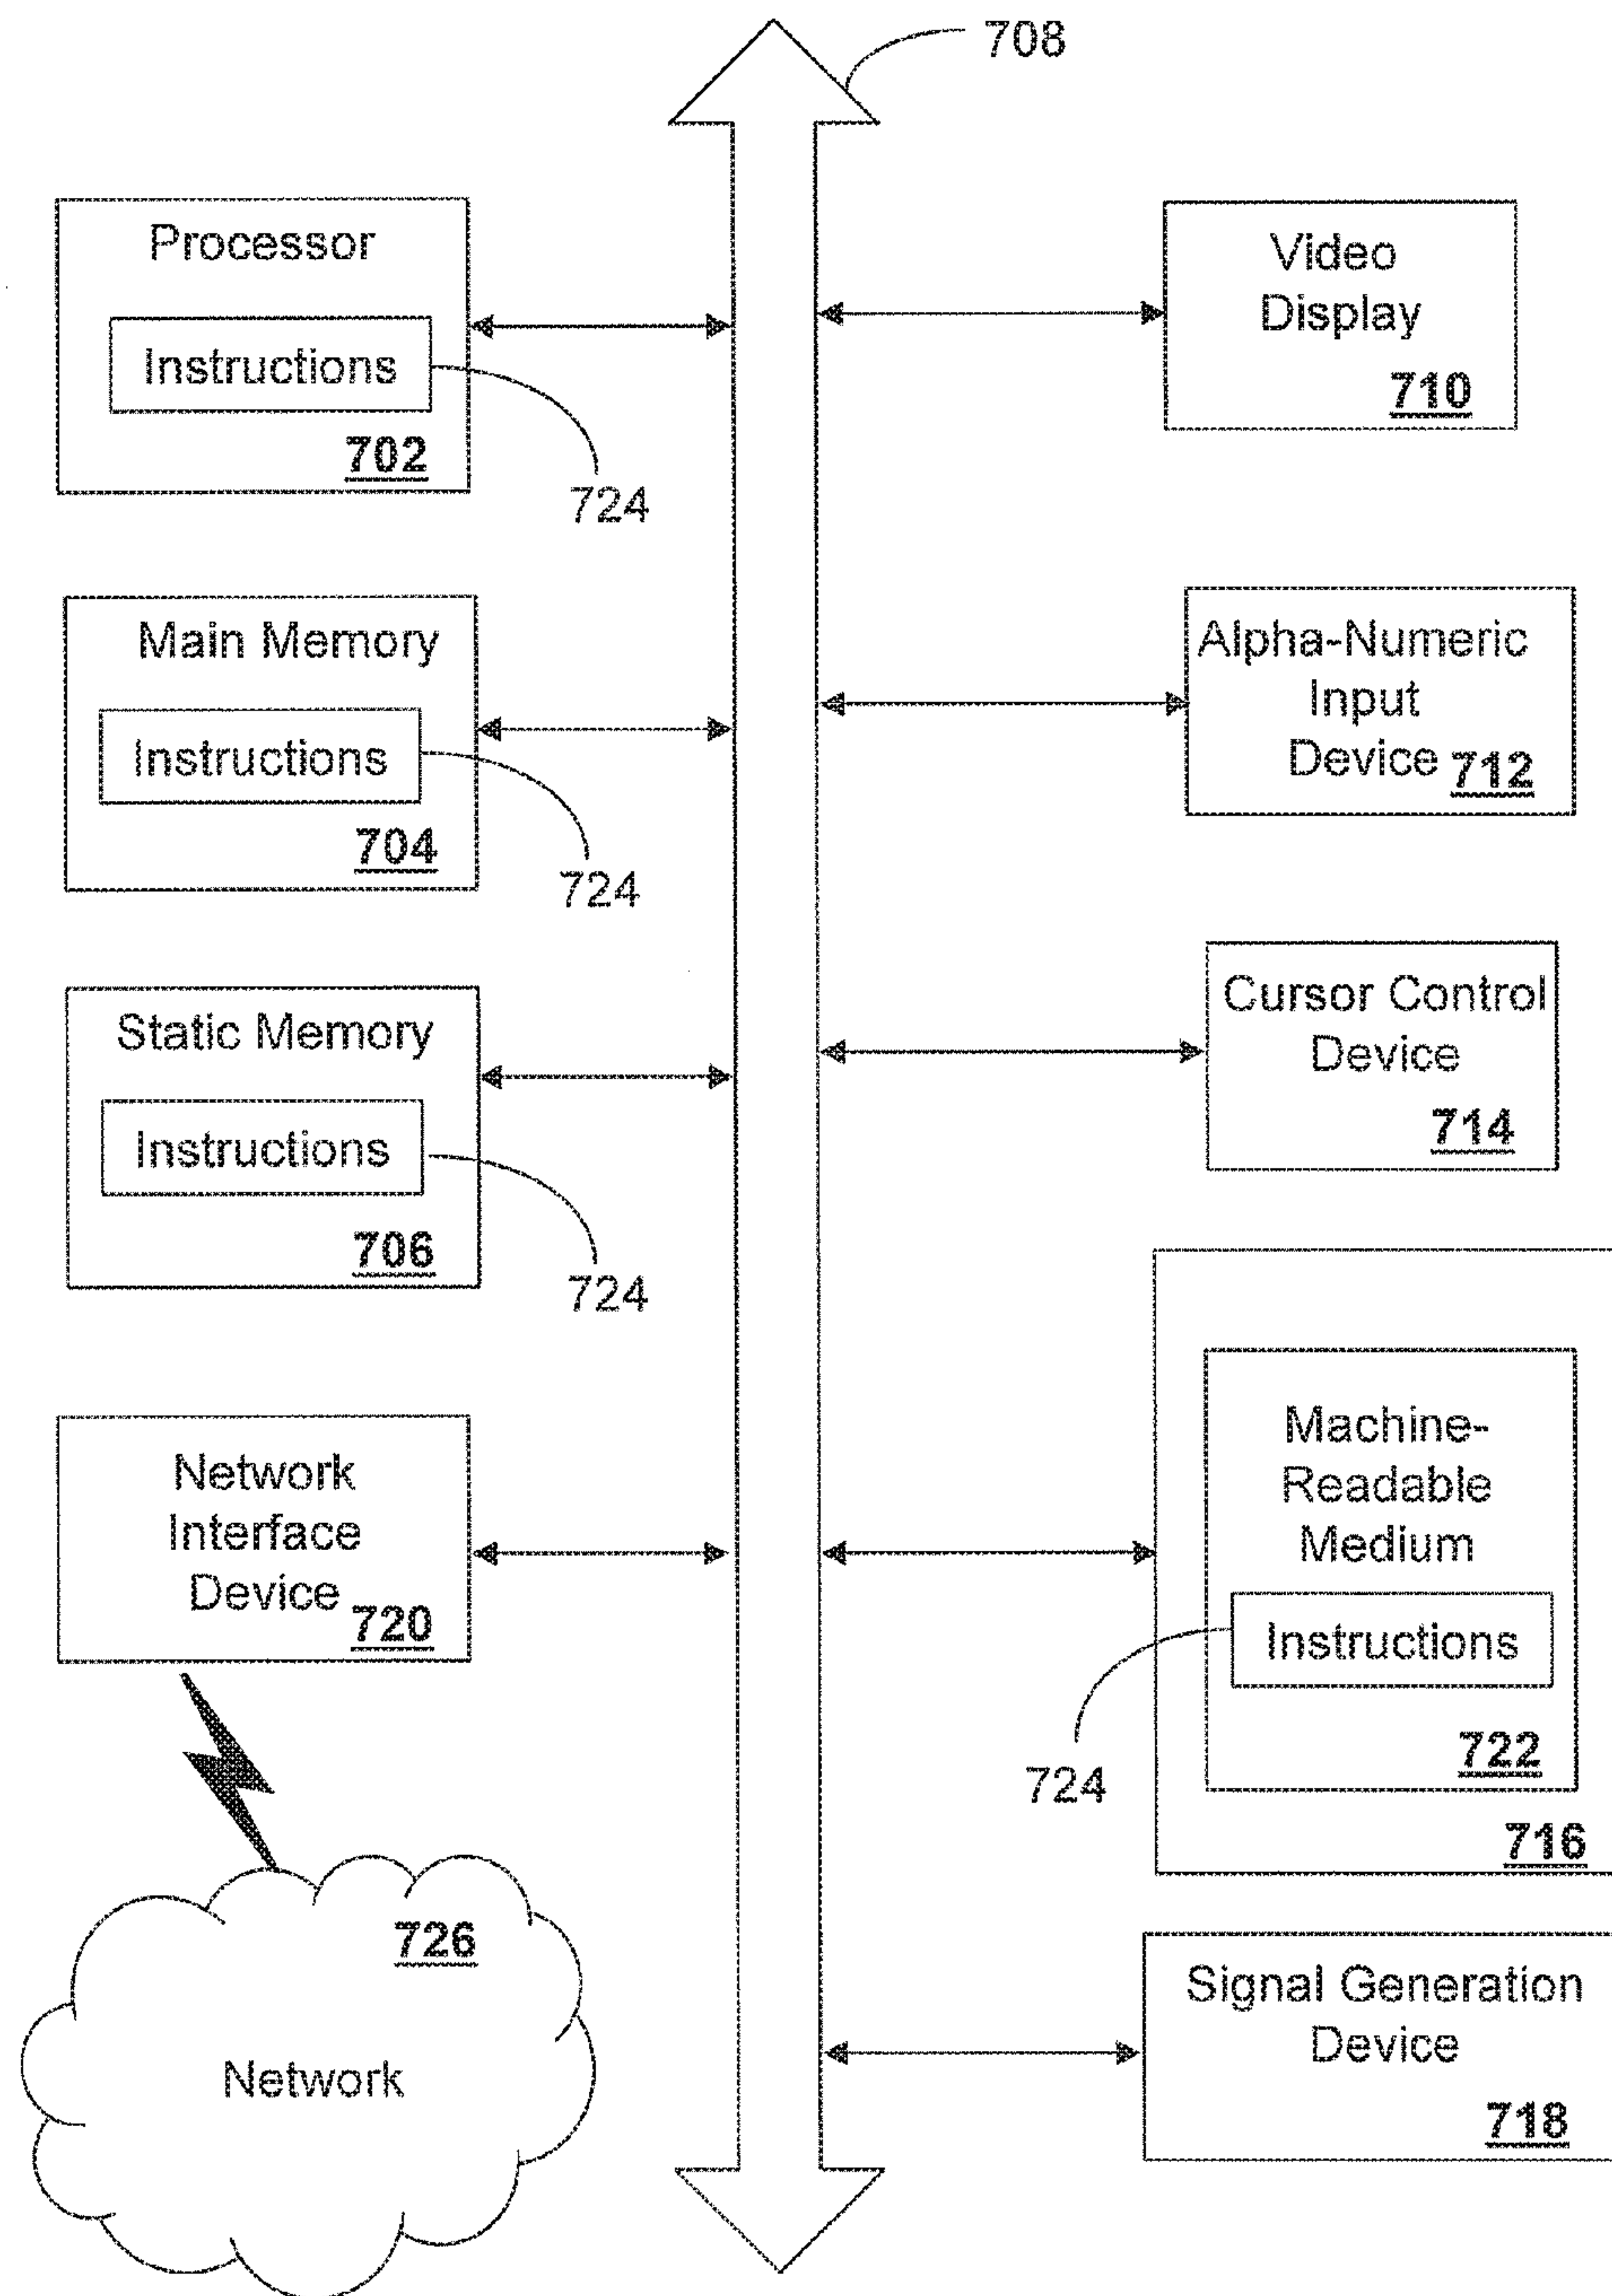 708
Processor
Instructions
702
724
Main Memory
Instructions
704
724
Static Memory
Instructions
706
724
Network
Interface
Device
720
726
Network
Video
Display
710
Alpha-Numeric
Input
Device
712
Cursor Control
Device
714
Machine-
Readable
Medium
Instructions
722
724
716
Signal Generation
Device
718